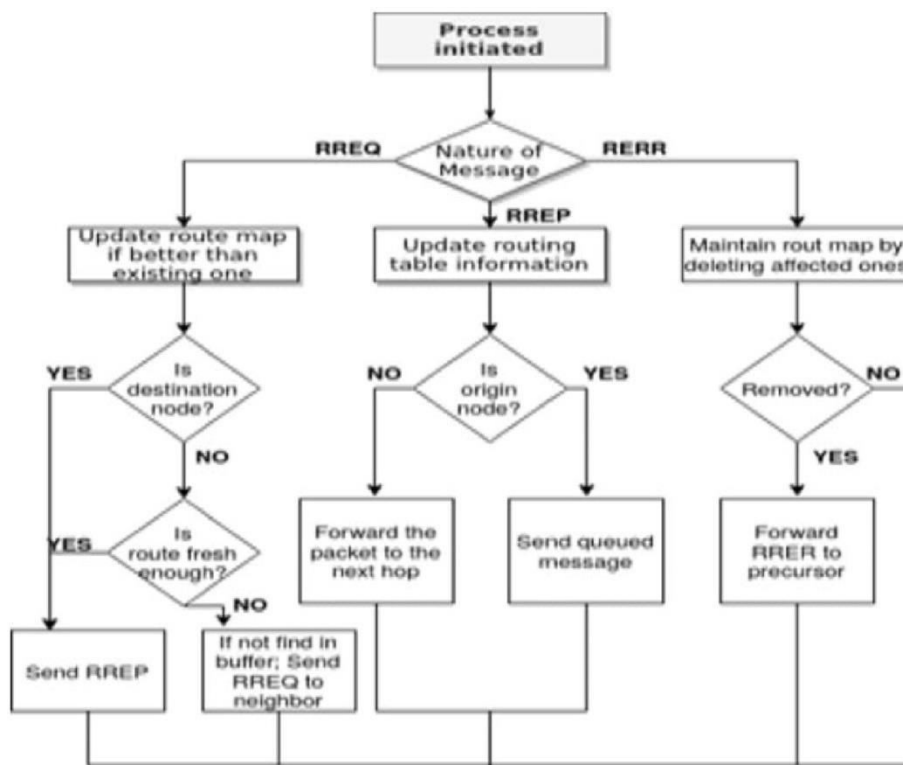 Process
initiated
Nature of
Message
RREQ
RERR
RREP
Update route map
if better than
existing one
Update routing
table information
Maintain rout map by
deleting affected ones
Is
destination
node?
YES
NO
Is
origin
node?
NO
YES
Removed?
NO
YES
Is
route fresh
enough?
YES
NO
Forward the
packet to the
next hop
Send queued
message
Forward
RRER to
precursor
Send RREP
If not find in
buffer; Send
RREQ to
neighbor